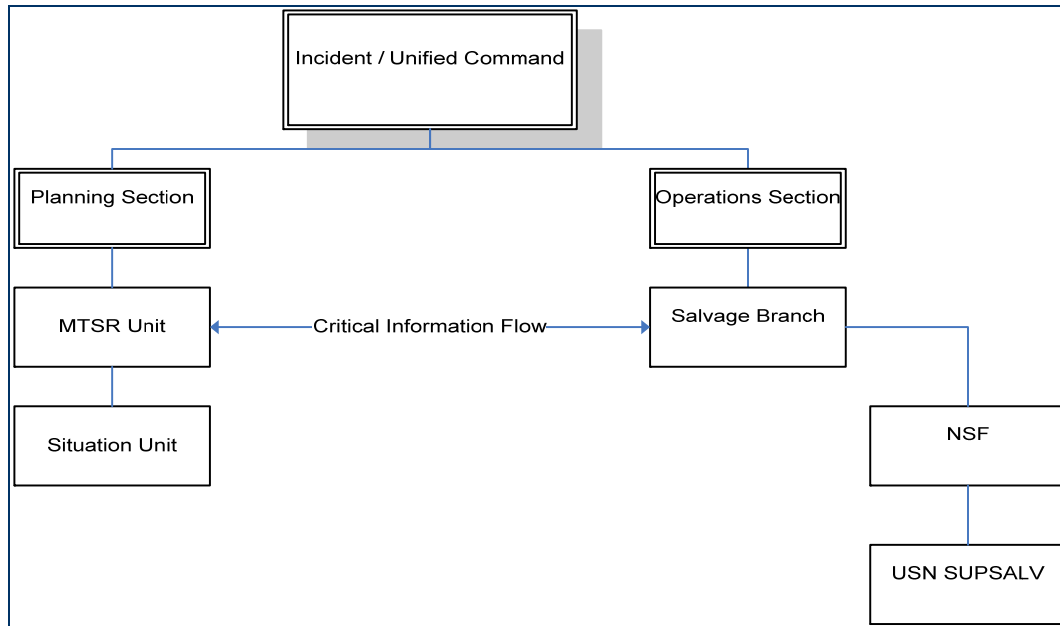 Incident / Unified Command
Planning Section
Operations Section
MTSR Unit
Critical Information Flow
Salvage Branch
Situation Unit
NSF
USN SUPSALV